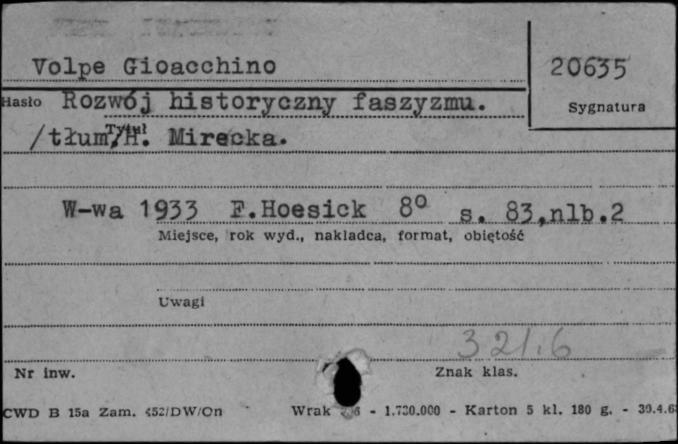 Volpe Gioacchino
20635
Hasło
Rozwój historyczny faszyzmu.
Sygnatura
Tytuł
/tłum. H. Mirecka.
W-wa 1933 F.Hoesick 8° s. 83,nlb.2
Miejsce, rok wyd., nakładca, format, objętość
Uwagi
321.6
Nr inw.
Znak klas.
CWD B 15a Zam. 452/DW/On Wrak - 1.730.000 - Karton 5 kl. 180 g. - 30.4.6